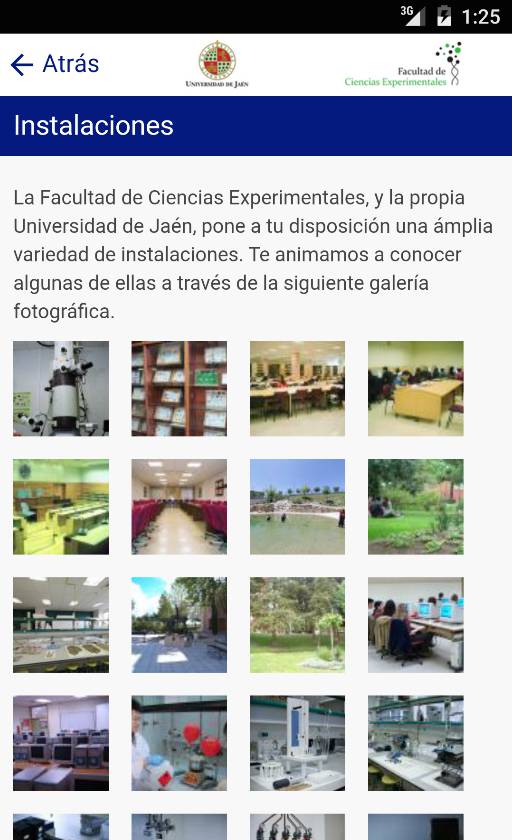 3G 1:25
Atrás
UNIVERSIDAD DE JAÉN
Facultad de
Ciencias Experimentales
Instalaciones
La Facultad de Ciencias Experimentales, y la propia
Universidad de Jaén, pone a tu disposición una ámplia
variedad de instalaciones. Te animamos a conocer
algunas de ellas a través de la siguiente galería
fotográfica.